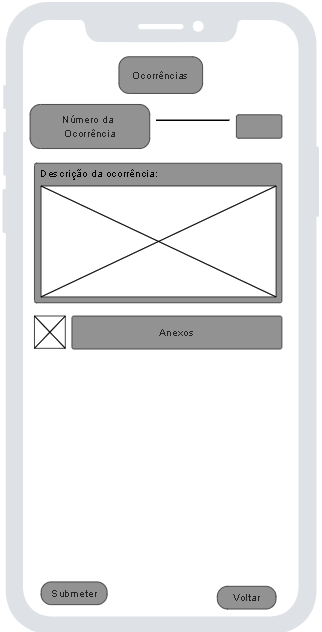 Ocorrências
Número da
Ocorrência
Descrição da ocorrência:
Anexos
Submeter
Voltar